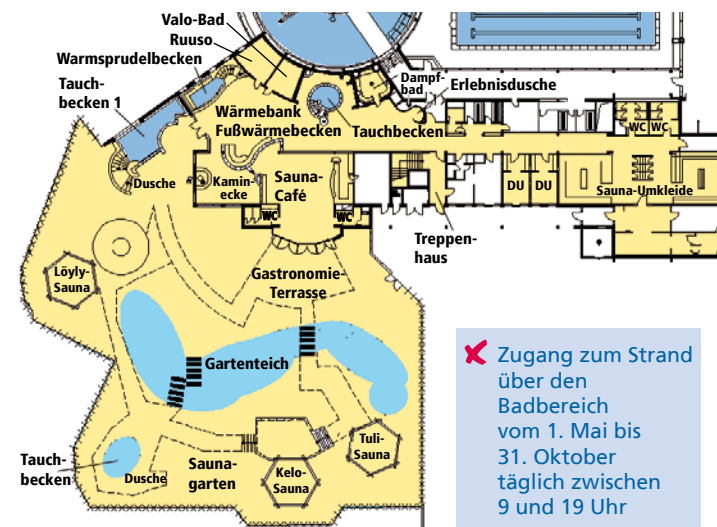 Valo-Bad
Ruuso
Warmsprudelbecken
Tauch-
becken 1
Dampf-
bad
Erlebnisdusche
Wärmebank
Fußwärmebecken
Tauchbecken
WC
WC
Dusche
Kamin-
ecke
Sauna-
Café
DU
DU
Sauna-Umkleide
WC
WC
Treppen-
haus
Löyly-
Sauna
Gastronomie-
Terrasse
Gartenteich
Tauch-
becken
Dusche
Sauna-
garten
Kelo-
Sauna
Tuli-
Sauna
✘ Zugang zum Strand
über den
Badbereich
vom 1. Mai bis
31. Oktober
täglich zwischen
9 und 19 Uhr